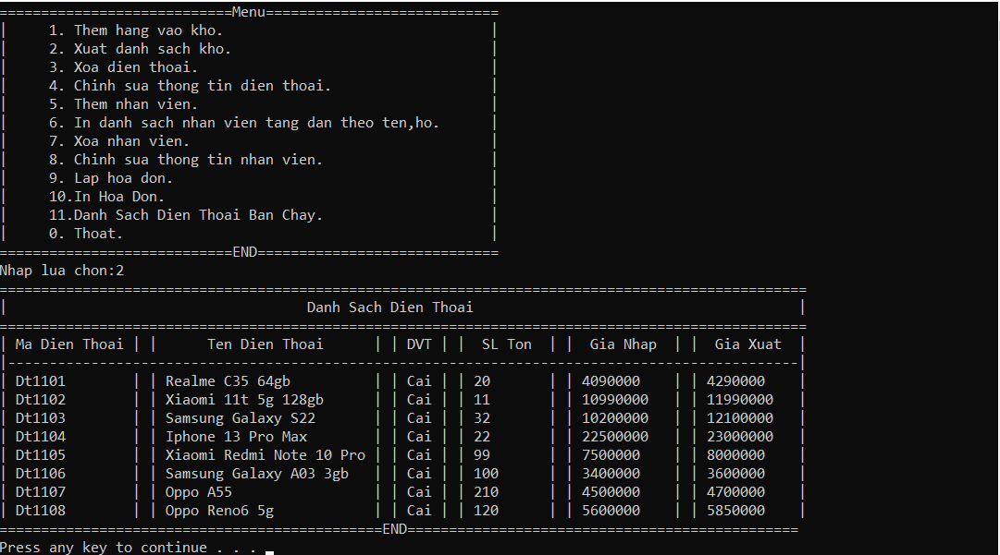 ============================Menu============================
|     1. Them hang vao kho.                                |
|     2. Xuat danh sach kho.                               |
|     3. Xoa dien thoai.                                   |
|     4. Chinh sua thong tin dien thoai.                   |
|     5. Them nhan vien.                                   |
|     6. In danh sach nhan vien tang dan theo ten,ho.      |
|     7. Xoa nhan vien.                                    |
|     8. Chinh sua thong tin nhan vien.                    |
|     9. Lap hoa don.                                      |
|     10.In Hoa Don.                                       |
|     11.Danh Sach Dien Thoai Ban Chay.                    |
|     0. Thoat.                                            |
============================END=============================
Nhap lua chon:2
=================================================================================================
|                                    Danh Sach Dien Thoai                                       |
=================================================================================================
| Ma Dien Thoai | |      Ten Dien Thoai      | | DVT | |  SL Ton  | |  Gia Nhap  | |  Gia Xuat  |
|-----------------------------------------------------------------------------------------------|
| Dt1101        | | Realme C35 64gb          | | Cai | | 20       | | 4090000    | | 4290000    |
| Dt1102        | | Xiaomi 11t 5g 128gb      | | Cai | | 11       | | 10990000   | | 11990000   |
| Dt1103        | | Samsung Galaxy S22       | | Cai | | 32       | | 10200000   | | 12100000   |
| Dt1104        | | Iphone 13 Pro Max        | | Cai | | 22       | | 22500000   | | 23000000   |
| Dt1105        | | Xiaomi Redmi Note 10 Pro | | Cai | | 99       | | 7500000    | | 8000000    |
| Dt1106        | | Samsung Galaxy A03 3gb   | | Cai | | 100      | | 3400000    | | 3600000    |
| Dt1107        | | Oppo A55                 | | Cai | | 210      | | 4500000    | | 4700000    |
| Dt1108        | | Oppo Reno6 5g            | | Cai | | 120      | | 5600000    | | 5850000    |
==============================================END===============================================
Press any key to continue . . .